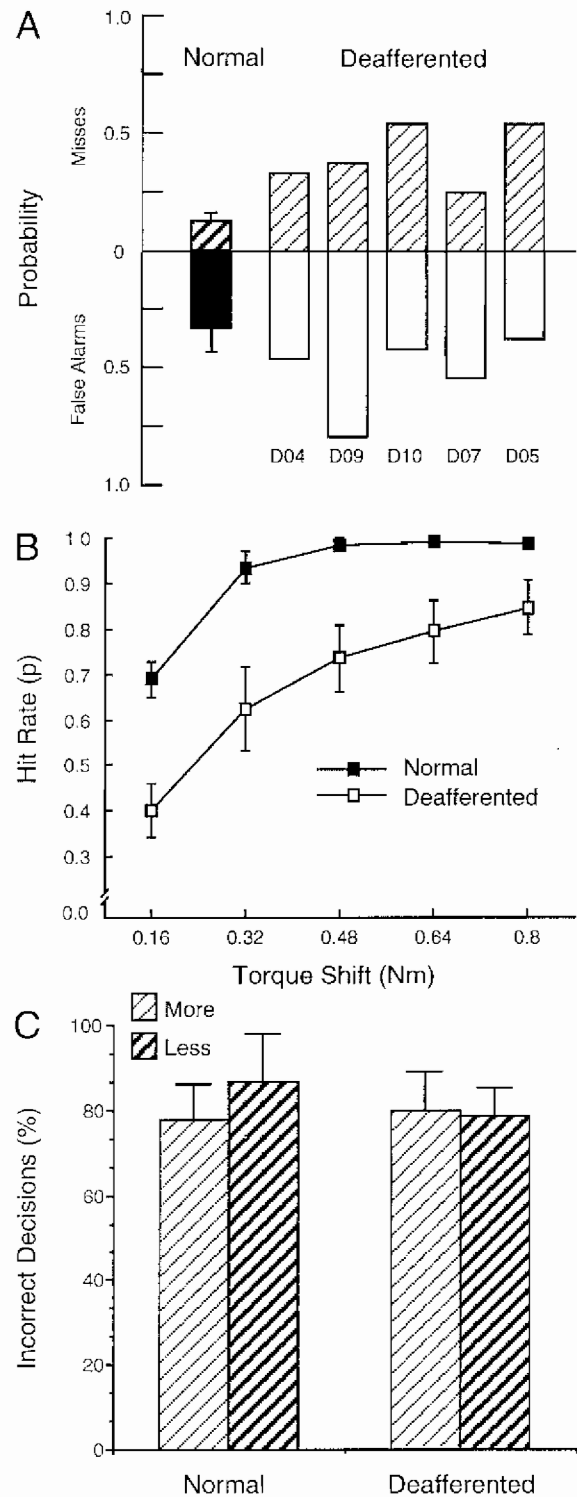 A
1.0
Normal Deafferented
Misses
0.5
Probability
0
False Alarms
0.5
D04 D09 D10 D07 D05
1.0
B
1.0
0.9
0.8
0.7
0.6
0.5
0.4
0.3
0.0
Hit Rate (p)
Normal
Deafferented
0.16 0.32 0.48 0.64 0.8
Torque Shift (Nm)
C
More
Less
100
80
60
40
20
0
Incorrect Decisions (%)
Normal Deafferented